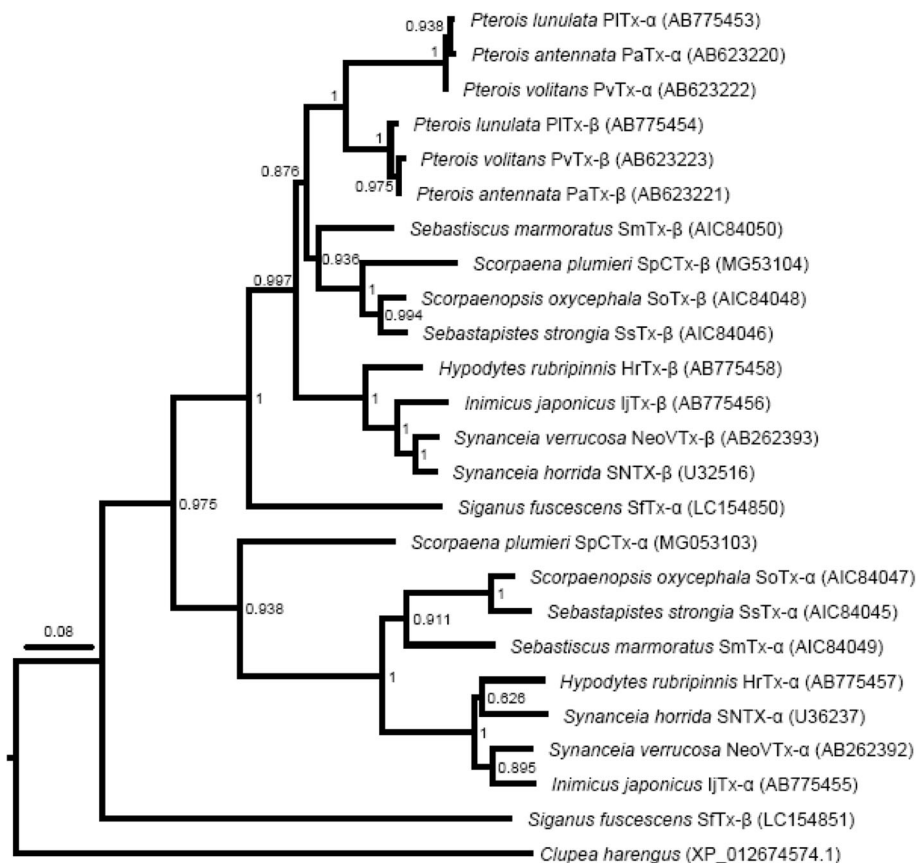 0.938
Pterois lunulata PlTx-α (AB775453)
1
Pterois antennata PaTx-α (AB623220)
Pterois volitans PvTx-α (AB623222)
1
Pterois lunulata PlTx-β (AB775454)
1
Pterois volitans PvTx-β (AB623223)
0.876
0.975
Pterois antennata PaTx-β (AB623221)
Sebastiscus marmoratus SmTx-β (AIC84050)
0.936
Scorpaena plumieri SpCTx-β (MG53104)
0.997
1
Scorpaenopsis oxycephala SoTx-β (AIC84048)
0.994
Sebastapistes strongia SsTx-β (AIC84046)
Hypodytes rubripinnis HrTx-β (AB775458)
1
1
Inimicus japonicus IjTx-β (AB775456)
1
Synanceia verrucosa NeoVTx-β (AB262393)
1
Synanceia horrida SNTX-β (U32516)
0.975
Siganus fuscescens SfTx-α (LC154850)
Scorpaena plumieri SpCTx-α (MG053103)
Scorpaenopsis oxycephala SoTx-α (AIC84047)
1
0.938
Sebastapistes strongia SsTx-α (AIC84045)
0.911
0.08
Sebastiscus marmoratus SmTx-α (AIC84049)
1
Hypodytes rubripinnis HrTx-α (AB775457)
0.626
Synanceia horrida SNTX-α (U36237)
1
Synanceia verrucosa NeoVTx-α (AB262392)
0.895
Inimicus japonicus IjTx-α (AB775455)
Siganus fuscescens SfTx-β (LC154851)
Clupea harengus (XP_012674574.1)